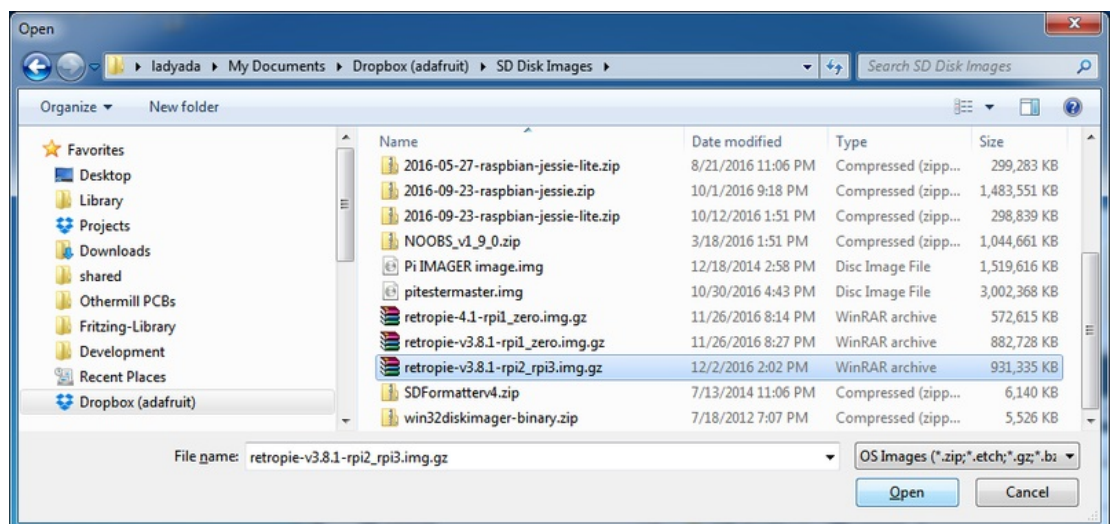 Open
ladyada ▸ My Documents ▸ Dropbox (adafruit) ▸ SD Disk Images ▸ Search SD Disk Images
Organize New folder
Favorites
Desktop
Library
Projects
Downloads
shared
Othermill PCBs
Fritzing-Library
Development
Recent Places
Dropbox (adafruit)
Name Date modified Type Size
2016-05-27-raspbian-jessie-lite.zip 8/21/2016 11:06 PM Compressed (zipp... 299,283 KB
2016-09-23-raspbian-jessie.zip 10/1/2016 9:18 PM Compressed (zipp... 1,483,551 KB
2016-09-23-raspbian-jessie-lite.zip 10/12/2016 1:51 PM Compressed (zipp... 298,839 KB
NOOBS_v1_9_0.zip 3/18/2016 1:51 PM Compressed (zipp... 1,044,661 KB
Pi IMAGER image.img 12/18/2014 2:58 PM Disc Image File 1,519,616 KB
pitestermaster.img 10/30/2016 4:43 PM Disc Image File 3,002,368 KB
retropie-4.1-rpi1_zero.img.gz 11/26/2016 8:14 PM WinRAR archive 572,615 KB
retropie-v3.8.1-rpi1_zero.img.gz 11/26/2016 8:27 PM WinRAR archive 882,728 KB
retropie-v3.8.1-rpi2_rpi3.img.gz 12/2/2016 2:02 PM WinRAR archive 931,335 KB
SDFormatterv4.zip 7/13/2014 11:06 PM Compressed (zipp... 6,140 KB
win32diskimager-binary.zip 7/18/2012 7:07 PM Compressed (zipp... 5,526 KB
File name: retropie-v3.8.1-rpi2_rpi3.img.gz OS Images (*.zip;*.etch;*.gz;*.bz
Open Cancel